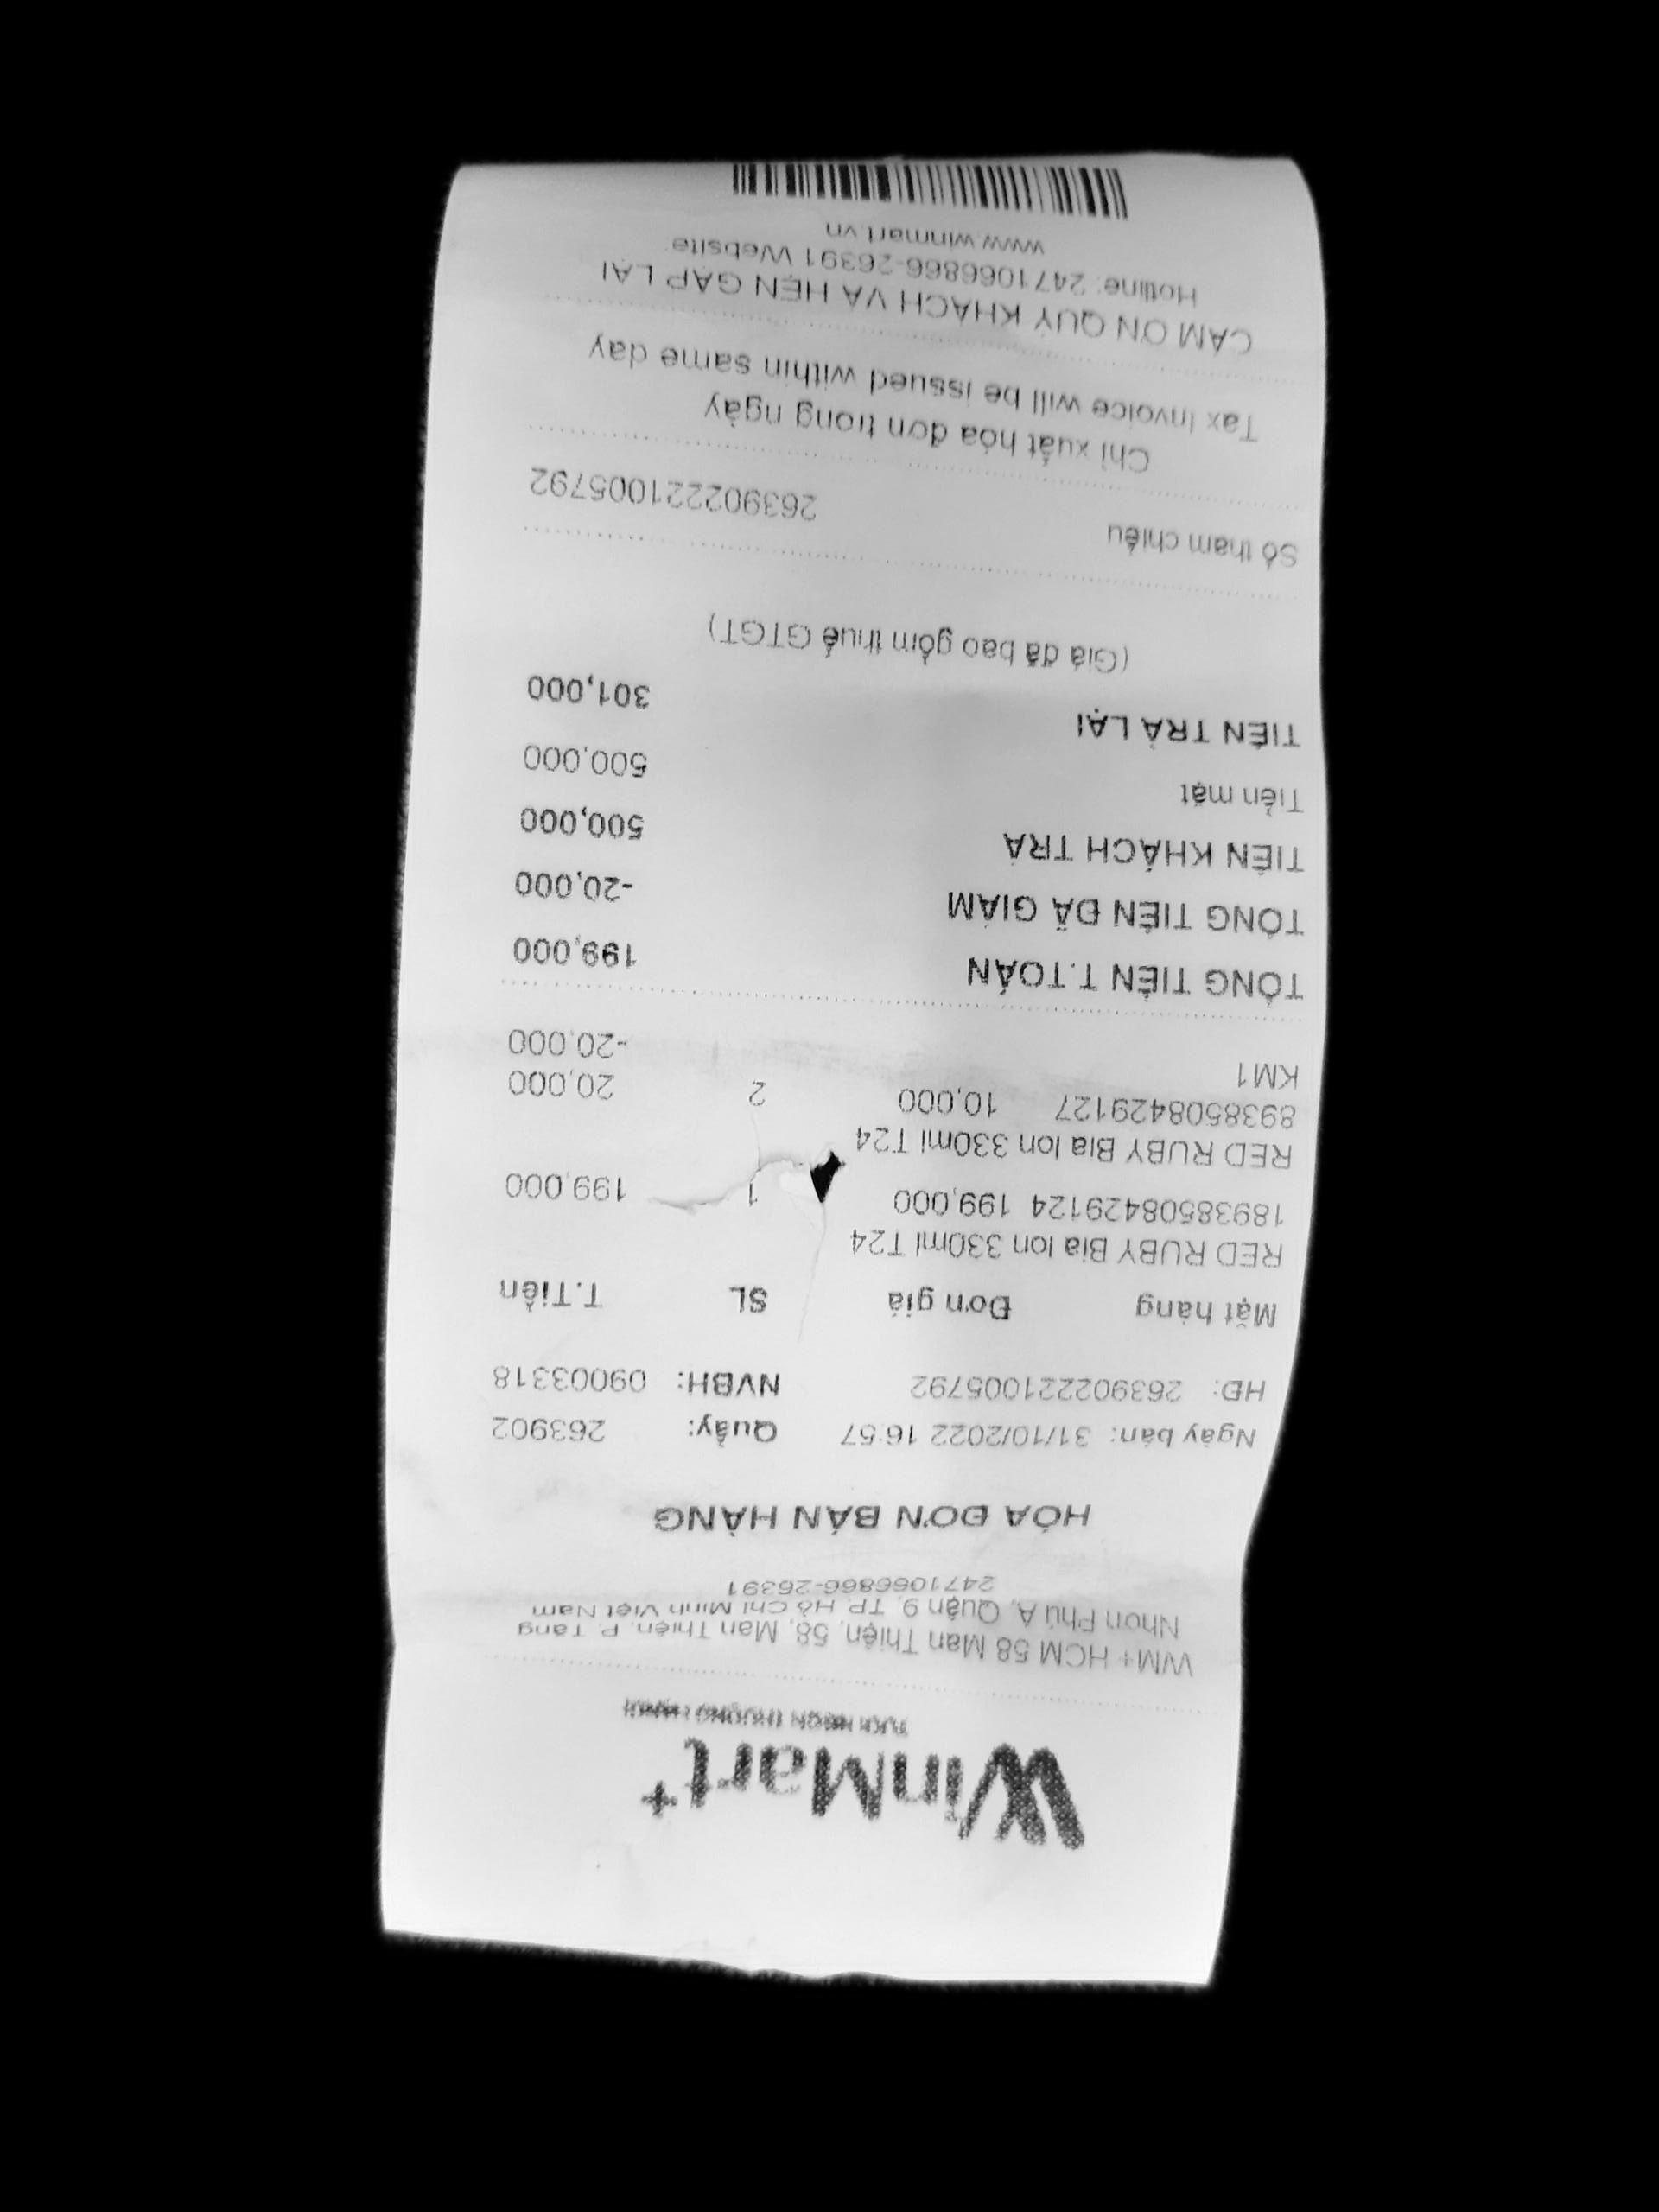 WinMart+
WM+ HCM 58 Man Thiện, 58, Man Thiện, P. Tăng
Nhơn Phú A, Quận 9, TP. Hồ Chí Minh Việt Nam
2471066866-26391
HÓA ĐƠN BÁN HÀNG
Ngày bán: 31/10/2022 16:57 Quầy: 263902
HĐ: 263902221005792 NVBH: 09003318
Mặt hàng Đơn giá SL T.Tiền
RED RUBY Bia lon 330ml T24
18938508429124 199,000 1 199,000
RED RUBY Bia lon 330ml T24
8938508429127 10,000 2 20,000
KM1 -20,000
TỔNG TIỀN T.TOÁN 199,000
TỔNG TIỀN ĐÃ GIẢM -20,000
TIỀN KHÁCH TRẢ 500,000
Tiền mặt 500,000
TIỀN TRẢ LẠI 301,000
(Giá đã bao gồm thuế GTGT)
Số tham chiếu 263902221005792
Chỉ xuất hóa đơn trong ngày
Tax Invoice will be issued within same day
CẢM ƠN QUÝ KHÁCH VÀ HẸN GẶP LẠI
Hotline: 2471066866-26391 Website:
www.winmart.vn